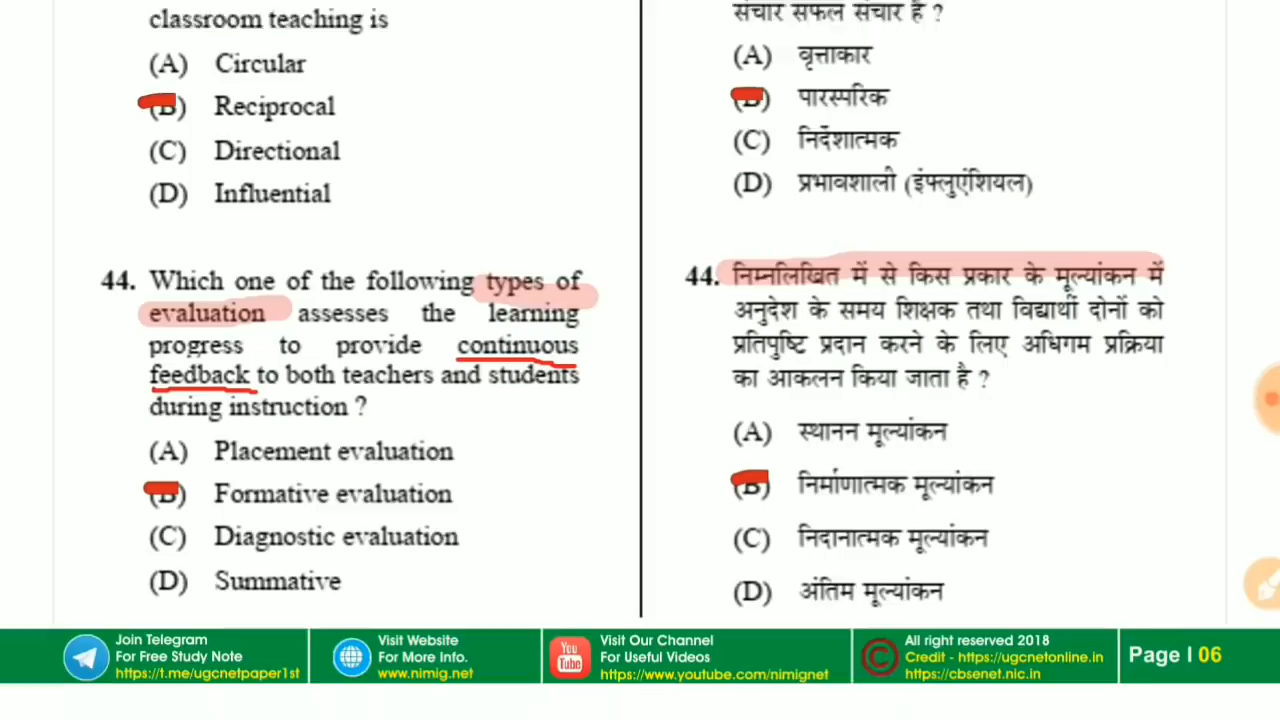 classroom teaching is
(A) Circular
(B) Reciprocal
(C) Directional
(D) Influential
44. Which one of the following types of
evaluation assesses the learning
progress to provide continuous
feedback to both teachers and students
during instruction ?
(A) Placement evaluation
(B) Formative evaluation
(C) Diagnostic evaluation
(D) Summative
संचार सफल संचार है ?
(A) वृत्ताकार
(B) पारस्परिक
(C) निर्देशात्मक
(D) प्रभावशाली (इंफ्लुएंशियल)
44. निम्नलिखित में से किस प्रकार के मूल्यांकन में
अनुदेश के समय शिक्षक तथा विद्यार्थी दोनों को
प्रतिपुष्टि प्रदान करने के लिए अधिगम प्रक्रिया
का आकलन किया जाता है ?
(A) स्थानन मूल्यांकन
(B) निर्माणात्मक मूल्यांकन
(C) निदानात्मक मूल्यांकन
(D) अंतिम मूल्यांकन
Join Telegram
For Free Study Note
https://t.me/ugcnetpaper1st
Visit Website
For More Info.
www.nimig.net
You
Tube
Visit Our Channel
For Useful Videos
https://www.youtube.com/nimignet
C
All right reserved 2018
Credit - https://ugcnetonline.in
https://cbsenet.nic.in
Page I 06